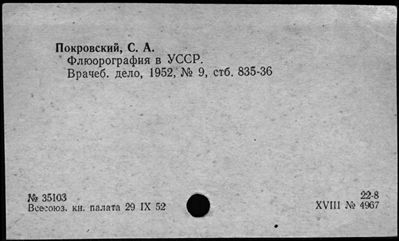 Покровский, С. А.
Флюорография в УССР.
Врачеб. дело, 1952, № 9, стб. 835-36
№ 35103
Всесоюз. кн. палата 29 IX 52
22-8
XVIII № 4967